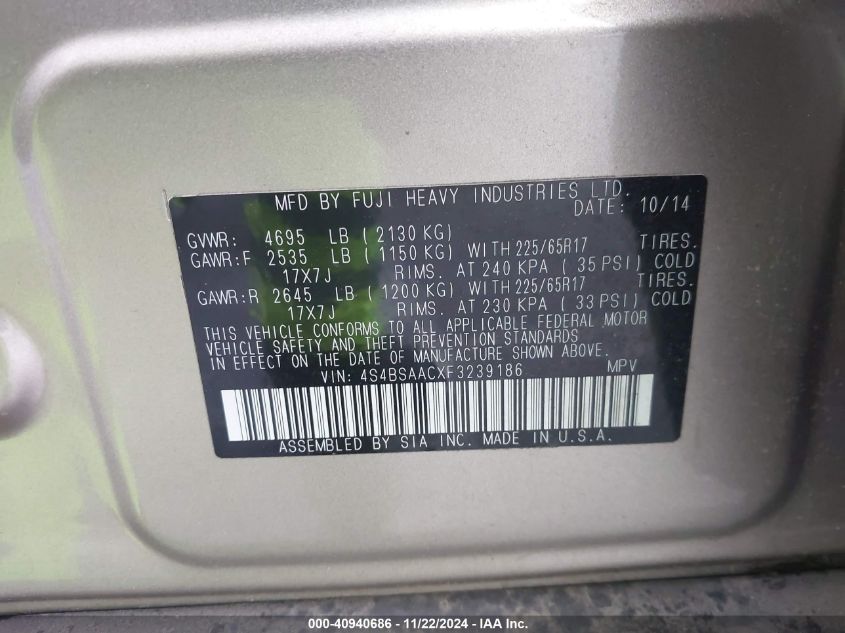 MFD BY FUJI HEAVY INDUSTRIES LTD.
DATE: 10/14
GVWR: 4695 LB ( 2130 KG)
GAWR:F 2535 LB ( 1150 KG) WITH 225/65R17 TIRES.
17X7J RIMS. AT 240 KPA ( 35 PSI) COLD
GAWR:R 2645 LB ( 1200 KG) WITH 225/65R17 TIRES.
17X7J RIMS. AT 230 KPA ( 33 PSI) COLD
THIS VEHICLE CONFORMS TO ALL APPLICABLE FEDERAL MOTOR
VEHICLE SAFETY AND THEFT PREVENTION STANDARDS
IN EFFECT ON THE DATE OF MANUFACTURE SHOWN ABOVE.
VIN: 4S4BSAACXF3239186 MPV
ASSEMBLED BY SIA INC. MADE IN U.S.A.
000-40940686 - 11/22/2024 - IAA Inc.